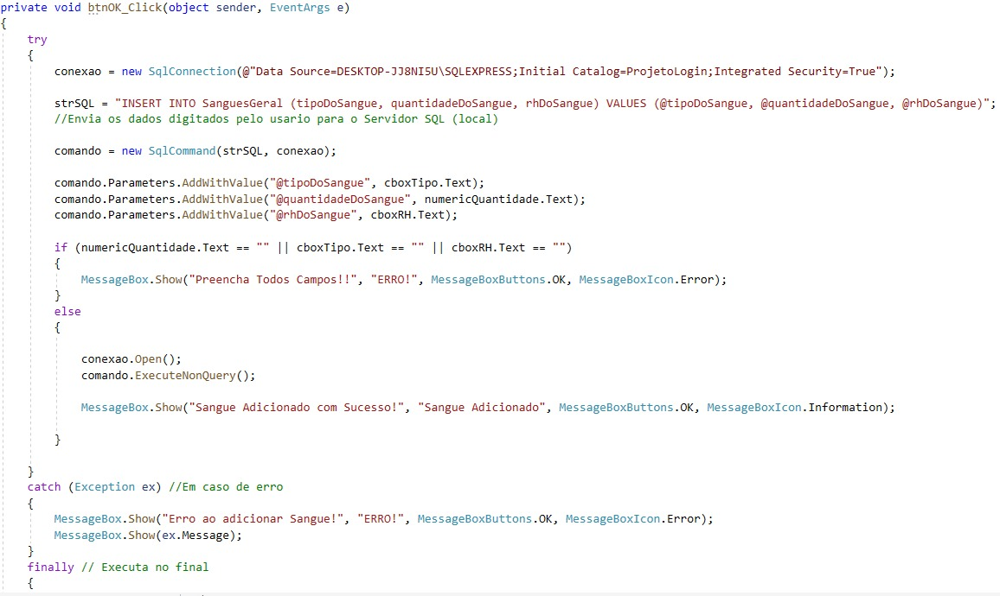 private void btnOK_Click(object sender, EventArgs e)
{
try
{
conexao = new SqlConnection(@"Data Source=DESKTOP-JJ8NI5U\SQLEXPRESS;Initial Catalog=ProjetoLogin;Integrated Security=True");
strSQL = "INSERT INTO SanguesGeral (tipoDoSangue, quantidadeDoSangue, rhDoSangue) VALUES (@tipoDoSangue, @quantidadeDoSangue, @rhDoSangue)";
//Envia os dados digitados pelo usario para o Servidor SQL (local)
comando = new SqlCommand(strSQL, conexao);
comando.Parameters.AddWithValue("@tipoDoSangue", cboxTipo.Text);
comando.Parameters.AddWithValue("@quantidadeDoSangue", numericQuantidade.Text);
comando.Parameters.AddWithValue("@rhDoSangue", cboxRH.Text);
if (numericQuantidade.Text == "" || cboxTipo.Text == "" || cboxRH.Text == "")
{
MessageBox.Show("Preencha Todos Campos!!", "ERRO!", MessageBoxButtons.OK, MessageBoxIcon.Error);
}
else
{
conexao.Open();
comando.ExecuteNonQuery();
MessageBox.Show("Sangue Adicionado com Sucesso!", "Sangue Adicionado", MessageBoxButtons.OK, MessageBoxIcon.Information);
}
}
catch (Exception ex) //Em caso de erro
{
MessageBox.Show("Erro ao adicionar Sangue!", "ERRO!", MessageBoxButtons.OK, MessageBoxIcon.Error);
MessageBox.Show(ex.Message);
}
finally // Executa no final
{